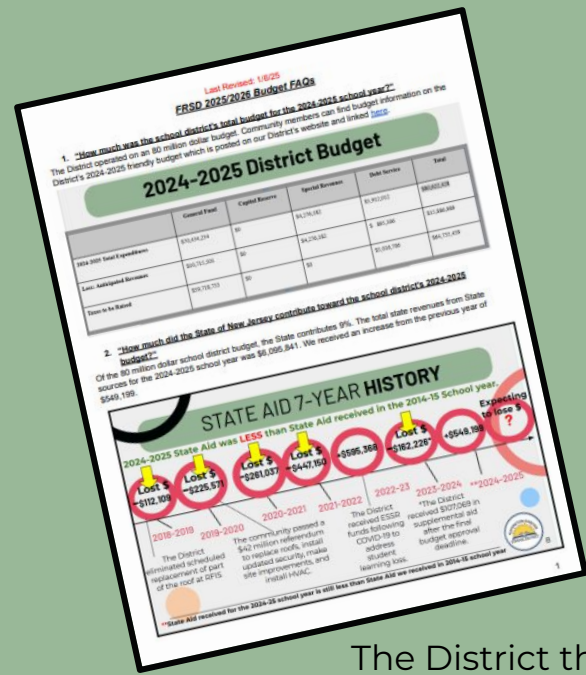 Last Revised: 1/6/25
FRSD 2025/2026 Budget FAQs
1. "How much was the school district's total budget for the 2024-2025 school year?"
The District operated on an 80 million dollar budget. Community members can find budget information on the
District's 2024-2025 friendly budget which is posted on our District's website and linked here.
2024-2025 District Budget
General Fund Capital Reserve Special Revenue Debt Service Total
2024-2025 Total Expenditures $0 $4,236,182
Less: Anticipated Revenues $0 $4,236,182
Taxes to be Raised $0 $0
2. "How much did the State of New Jersey contribute toward the school district's 2024-2025
budget?"
Of the 80 million dollar school district budget, the State contributes 9%. The total state revenues from State
sources for the 2024-2025 school year was $6,095,841. We received an increase from the previous year of
$549,199.
STATE AID 7-YEAR HISTORY
2024-2025 State Aid was LESS than State Aid received in the 2014-15 School year.
Lost $
-$112,109
Lost $
-$225,571
Lost $
-$261,037
Lost $
-$447,150
+$595,368
Lost $
-$162,226*
+$549,199
Expecting
to lose $
?
2018-2019
2019-2020
2020-2021
2021-2022
2022-23
2023-2024
**2024-2025
The District
eliminated scheduled
replacement of part
of the roof at RFIS.
The community passed a
$42 million referendum
to replace roofs, install
updated security, make
site improvements, and
install HVAC.
The District
received ESSR
funds following
COVID-19 to
address
student
learning loss.
*The District
received $107,069 in
supplemental aid
after the final
budget approval
deadline.
8
**State Aid received for the 2024-25 school year is still less than State Aid we received in 2014-15 school year
1
The District th